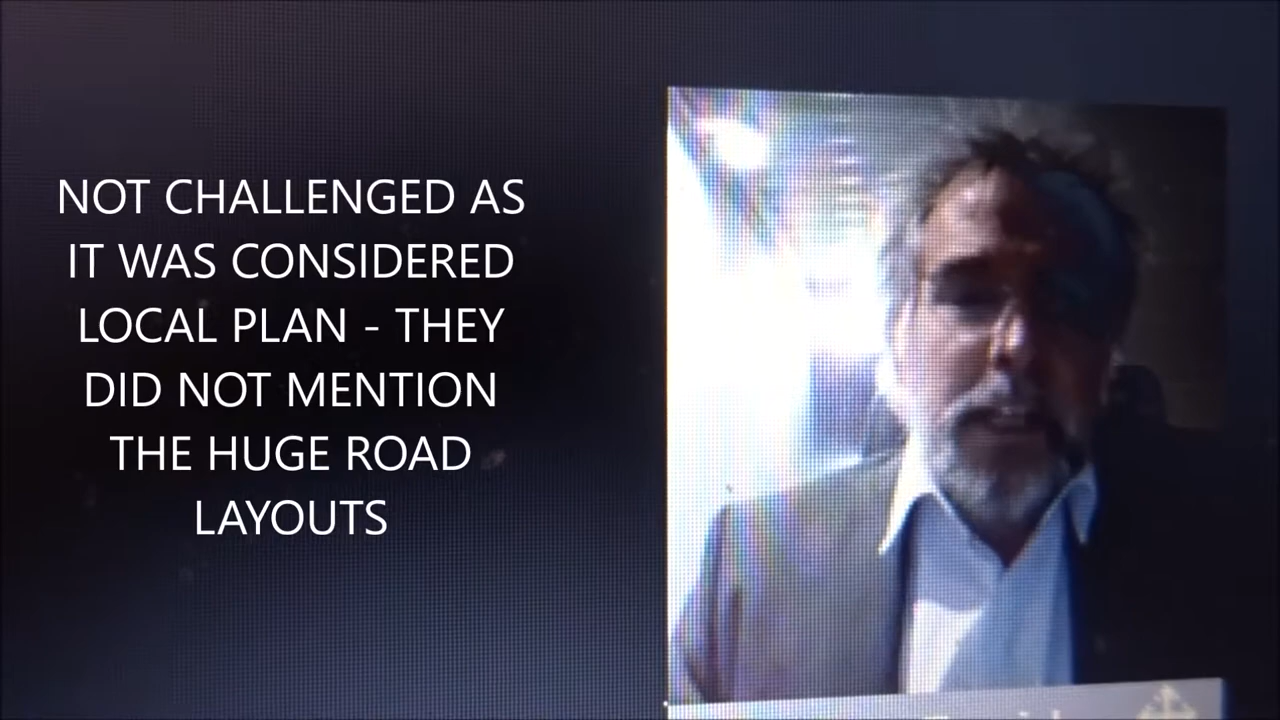 NOT CHALLENGED AS
IT WAS CONSIDERED
LOCAL PLAN - THEY
DID NOT MENTION
THE HUGE ROAD
LAYOUTS